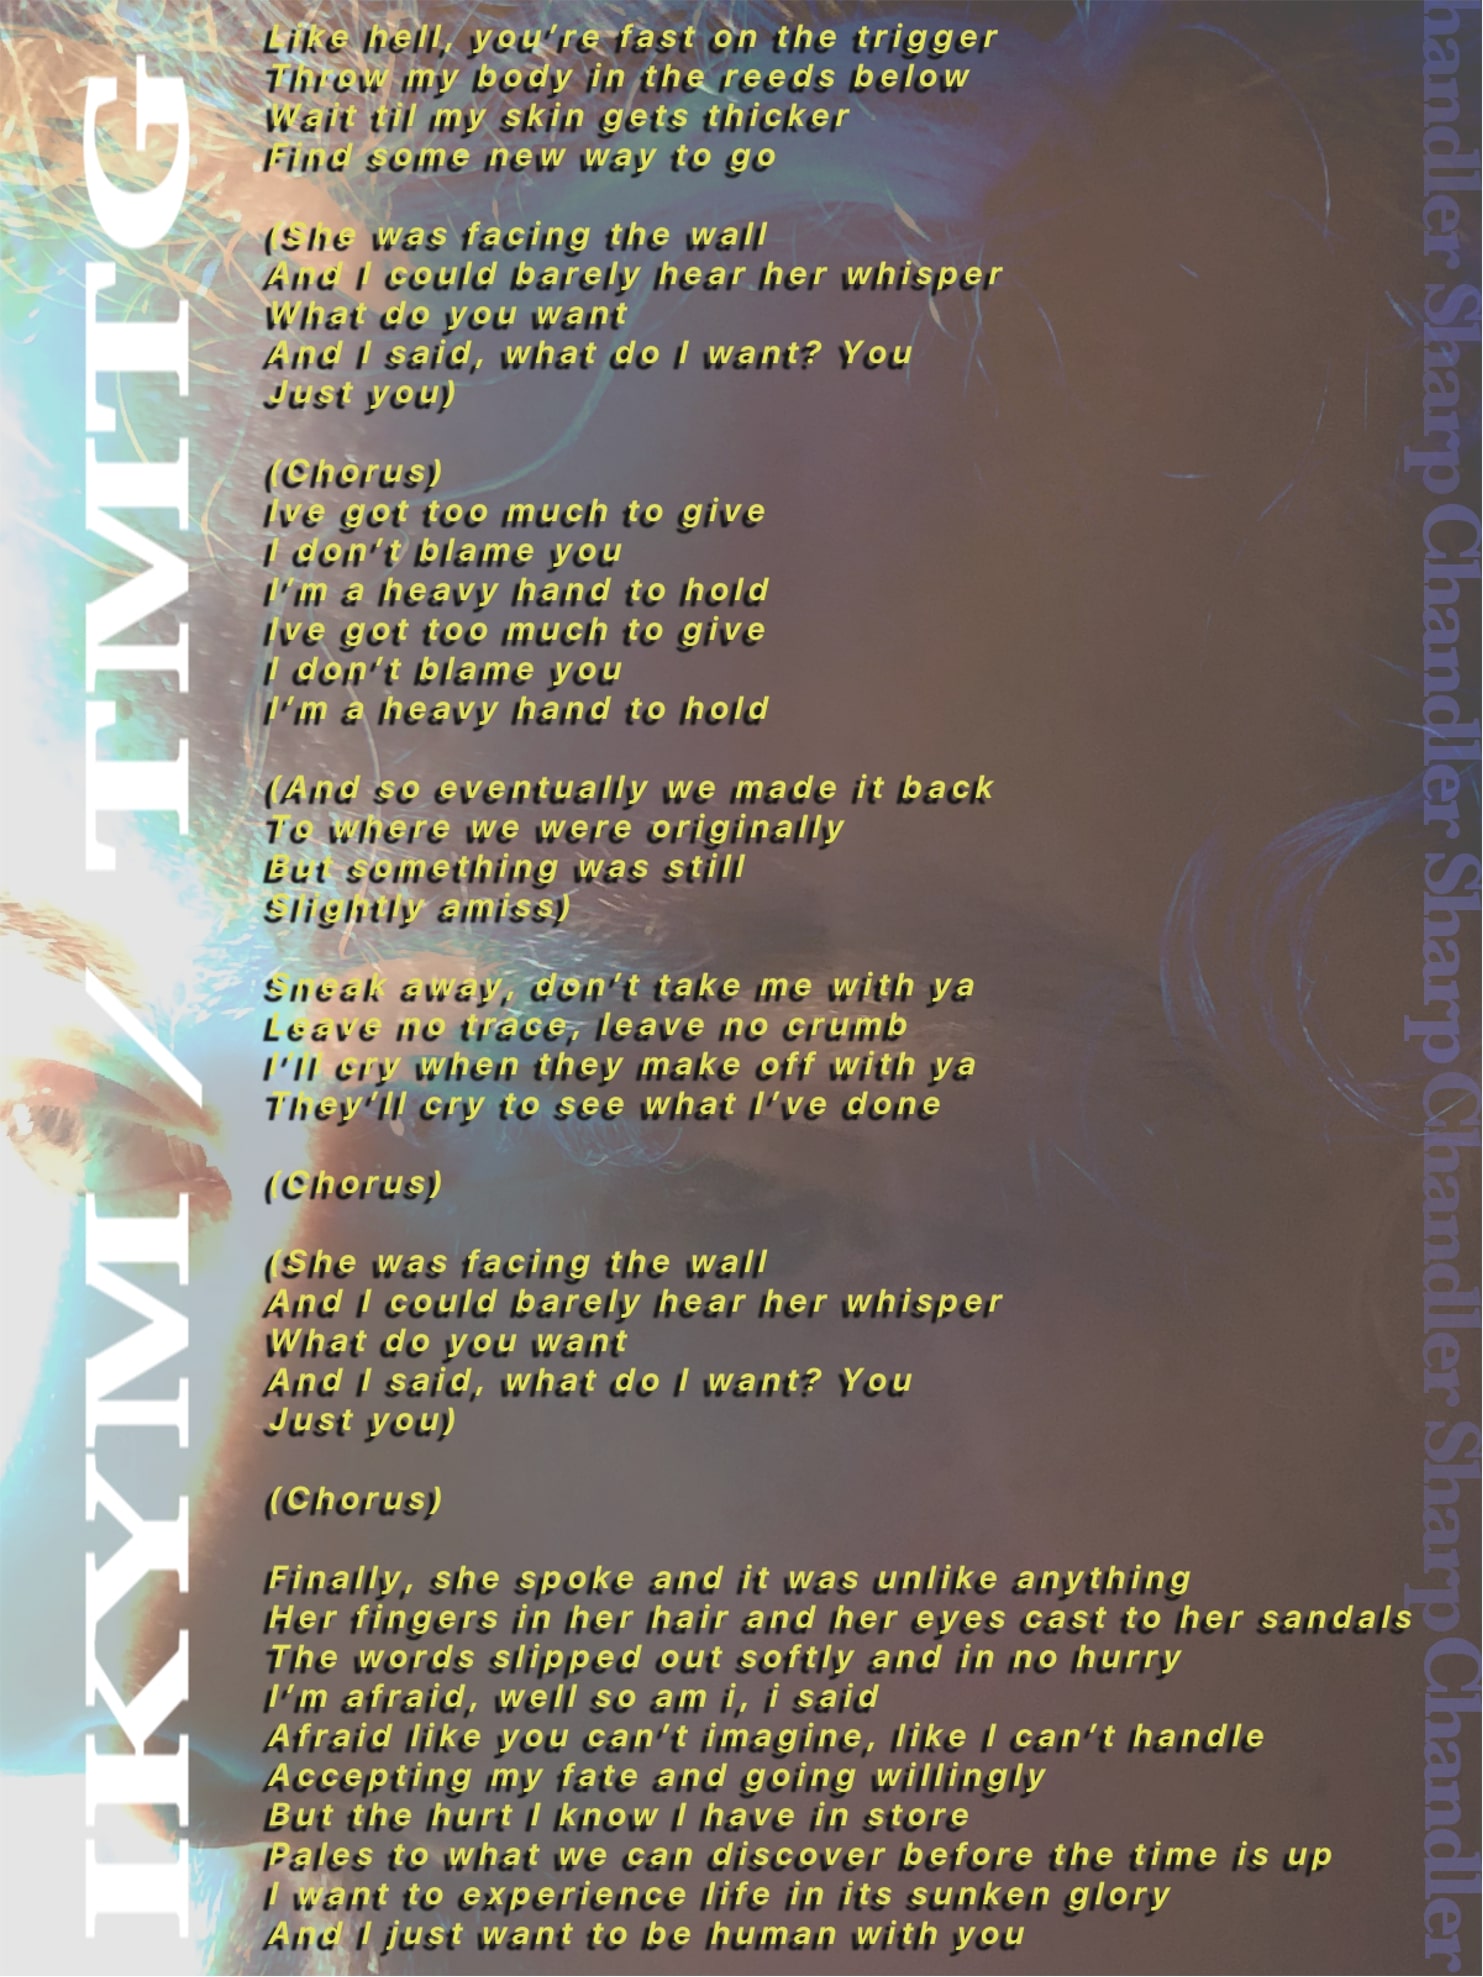 IKYM / TMTG
Like hell, you're fast on the trigger
Throw my body in the reeds below
Wait til my skin gets thicker
Find some new way to go
(She was facing the wall
And I could barely hear her whisper
What do you want
And I said, what do I want? You
Just you)
(Chorus)
Ive got too much to give
I don't blame you
I'm a heavy hand to hold
Ive got too much to give
I don't blame you
I'm a heavy hand to hold
(And so eventually we made it back
To where we were originally
But something was still
Slightly amiss)
Sneak away, don't take me with ya
Leave no trace, leave no crumb
I'll cry when they make off with ya
They'll cry to see what I've done
(Chorus)
(She was facing the wall
And I could barely hear her whisper
What do you want
And I said, what do I want? You
Just you)
(Chorus)
Finally, she spoke and it was unlike anything
Her fingers in her hair and her eyes cast to her sandals
The words slipped out softly and in no hurry
I'm afraid, well so am i, i said
Afraid like you can't imagine, like I can't handle
Accepting my fate and going willingly
But the hurt I know I have in store
Pales to what we can discover before the time is up
I want to experience life in its sunken glory
And I just want to be human with you
handler Sharp Chandler Sharp Chandler Sharp Chandler